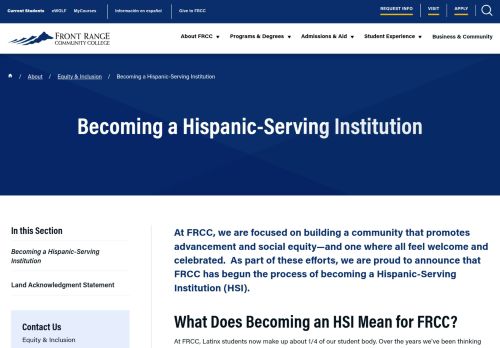 Current Students eWOLF MyCourses Información en español Give to FRCC REQUEST INFO VISIT APPLY
FRONT RANGE
COMMUNITY COLLEGE
About FRCC Programs & Degrees Admissions & Aid Student Experience Business & Community
/ About / Equity & Inclusion / Becoming a Hispanic-Serving Institution
Becoming a Hispanic-Serving Institution
In this Section
Becoming a Hispanic-Serving
Institution
Land Acknowledgment Statement
Contact Us
Equity & Inclusion
At FRCC, we are focused on building a community that promotes
advancement and social equity—and one where all feel welcome and
celebrated. As part of these efforts, we are proud to announce that
FRCC has begun the process of becoming a Hispanic-Serving
Institution (HSI).
What Does Becoming an HSI Mean for FRCC?
At FRCC, Latinx students now make up about 1/4 of our student body. Over the years we've been thinking